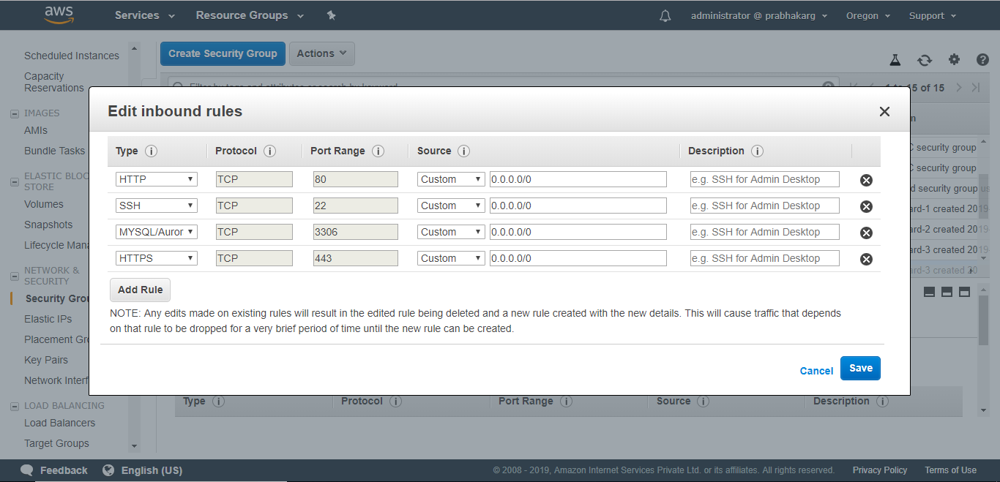 aws Services Resource Groups administrator @ prabhakarg Oregon Support
Scheduled Instances
Capacity
Reservations
IMAGES
AMIs
Bundle Tasks
ELASTIC BLOC
STORE
Volumes
Snapshots
Lifecycle Mana
NETWORK &
SECURITY
Security Grou
Elastic IPs
Placement Gro
Key Pairs
Network Interf
LOAD BALANCING
Load Balancers
Target Groups
Create Security Group Actions
Filter by tags and attributes or search by keyword
1 to 15 of 15
n
C security group
C security group
d security group us
ard-1 created 2019-
ard-2 created 2019-
ard-3 created 2019-
ard-3 created 20
Edit inbound rules
Type Protocol Port Range Source Description
HTTP TCP 80 Custom 0.0.0.0/0 e.g. SSH for Admin Desktop
SSH TCP 22 Custom 0.0.0.0/0 e.g. SSH for Admin Desktop
MYSQL/Auror TCP 3306 Custom 0.0.0.0/0 e.g. SSH for Admin Desktop
HTTPS TCP 443 Custom 0.0.0.0/0 e.g. SSH for Admin Desktop
Add Rule
NOTE: Any edits made on existing rules will result in the edited rule being deleted and a new rule created with the new details. This will cause traffic that depends
on that rule to be dropped for a very brief period of time until the new rule can be created.
Cancel Save
Type Protocol Port Range Source Description
Feedback English (US) © 2008 - 2019, Amazon Internet Services Private Ltd. or its affiliates. All rights reserved. Privacy Policy Terms of Use